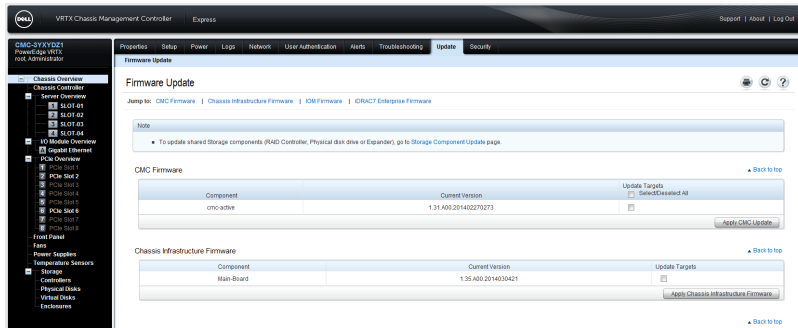 DELL
VRTX Chassis Management Controller Express
Support | About | Log Out
CMC-3YXYDZ1
PowerEdge VRTX
root, Administrator
Chassis Overview
Chassis Controller
Server Overview
1 SLOT-01
2 SLOT-02
3 SLOT-03
4 SLOT-04
I/O Module Overview
A Gigabit Ethernet
PCIe Overview
1 PCIe Slot 1
2 PCIe Slot 2
3 PCIe Slot 3
4 PCIe Slot 4
5 PCIe Slot 5
6 PCIe Slot 6
7 PCIe Slot 7
8 PCIe Slot 8
Front Panel
Fans
Power Supplies
Temperature Sensors
Storage
Controllers
Physical Disks
Virtual Disks
Enclosures
Properties Setup Power Logs Network User Authentication Alerts Troubleshooting Update Security
Firmware Update
Firmware Update
Jump to: CMC Firmware | Chassis Infrastructure Firmware | IOM Firmware | iDRAC7 Enterprise Firmware
Note
To update shared Storage components (RAID Controller, Physical disk drive or Expander), go to Storage Component Update page.
CMC Firmware
Back to top
Component Current Version Update Targets
Select/Deselect All
cmc-active 1.31.A00.201402270273
Apply CMC Update
Chassis Infrastructure Firmware
Back to top
Component Current Version Update Targets
Main-Board 1.35.A00.2014030421
Apply Chassis Infrastructure Firmware
Back to top